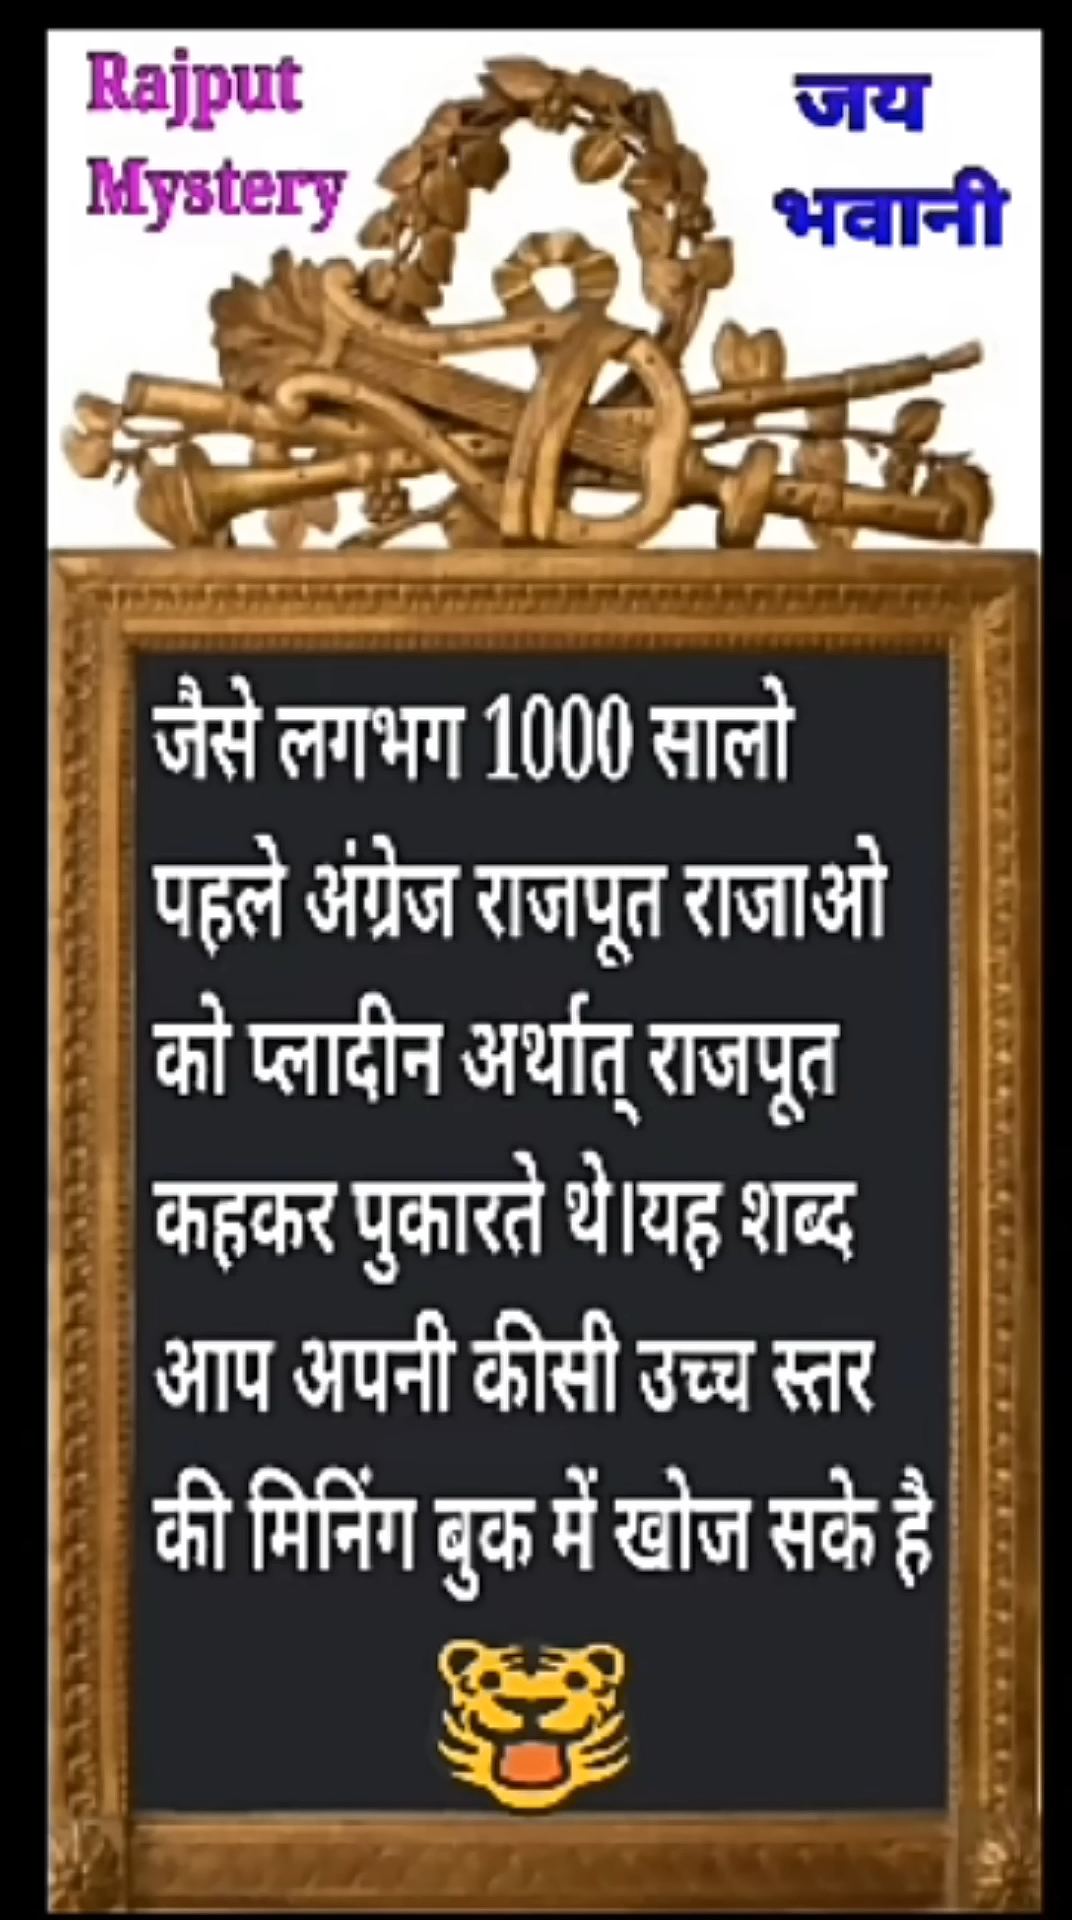 Rajput
Mystery
जय
भवानी
जैसे लगभग 1000 सालो
पहले अंग्रेज राजपूत राजाओ
को प्लादीन अर्थात् राजपूत
कहकर पुकारते थे।यह शब्द
आप अपनी कीसी उच्च स्तर
की मिनिंग बुक में खोज सके है